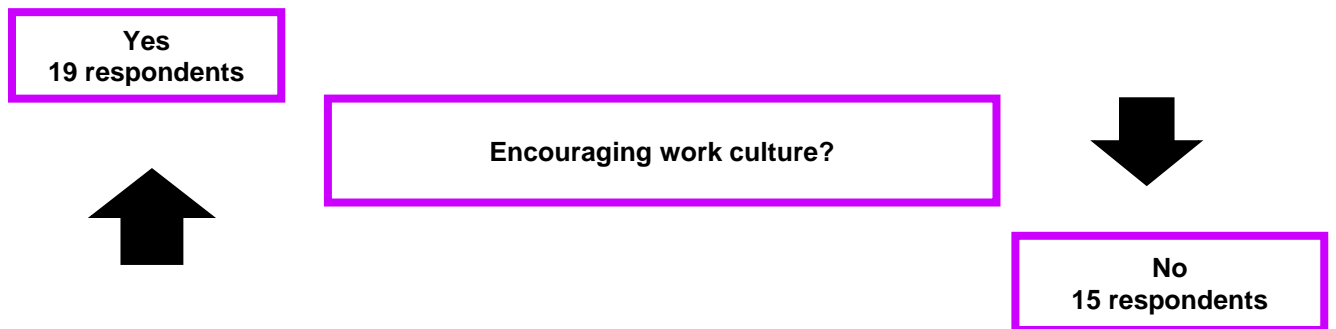 Yes
19 respondents
Encouraging work culture?
No
15 respondents